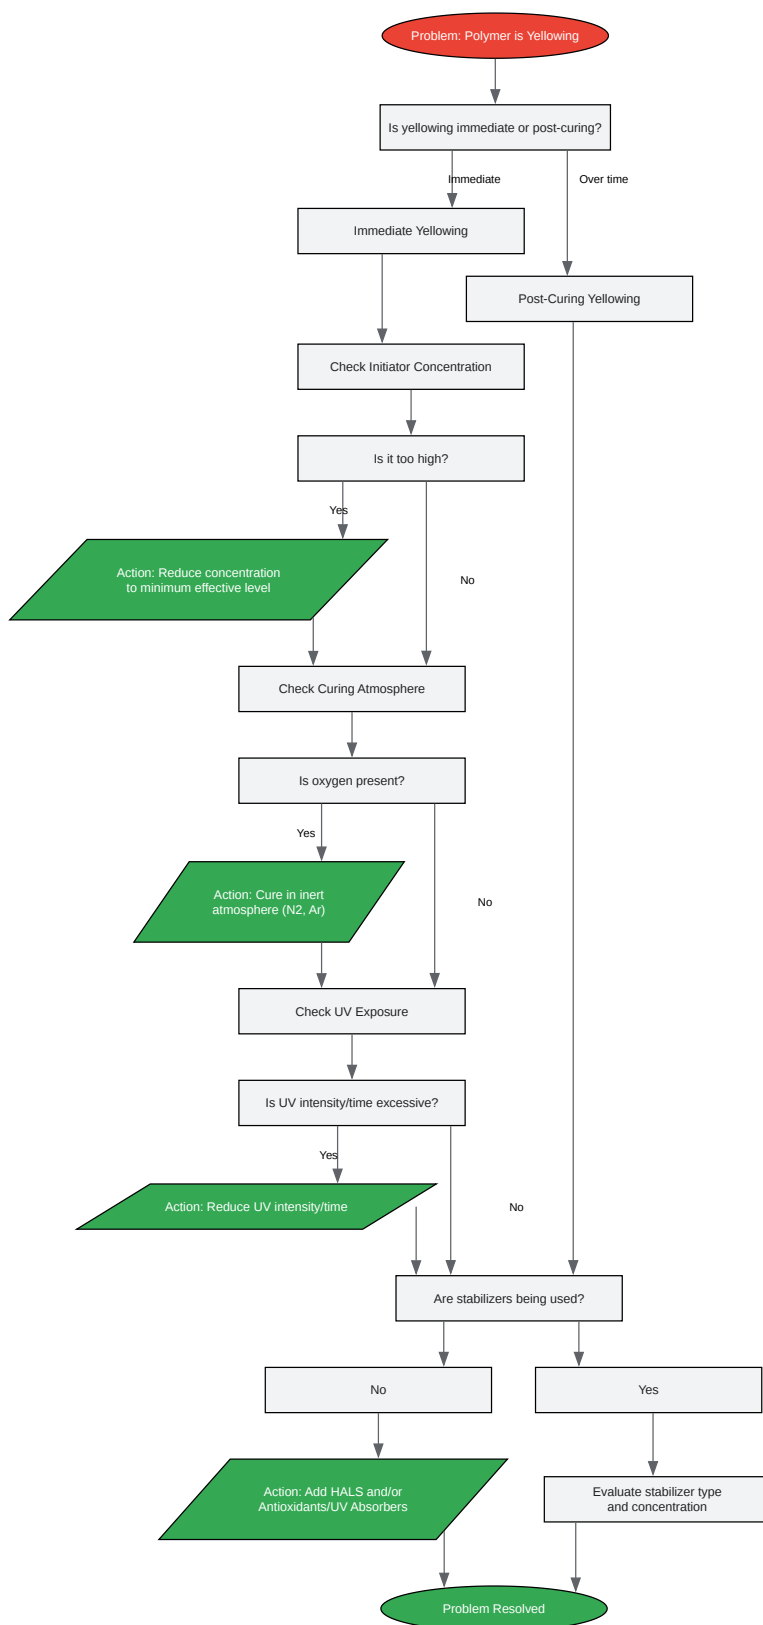 Problem: Polymer is Yellowing
Is yellowing immediate or post-curing?
Immediate
Over time
Immediate Yellowing
Post-Curing Yellowing
Check Initiator Concentration
Is it too high?
Yes
Action: Reduce concentration
to minimum effective level
No
Check Curing Atmosphere
Is oxygen present?
Yes
Action: Cure in inert
atmosphere (N2, Ar)
No
Check UV Exposure
Is UV intensity/time excessive?
Yes
Action: Reduce UV intensity/time
No
Are stabilizers being used?
No
Yes
Action: Add HALS and/or
Antioxidants/UV Absorbers
Evaluate stabilizer type
and concentration
Problem Resolved